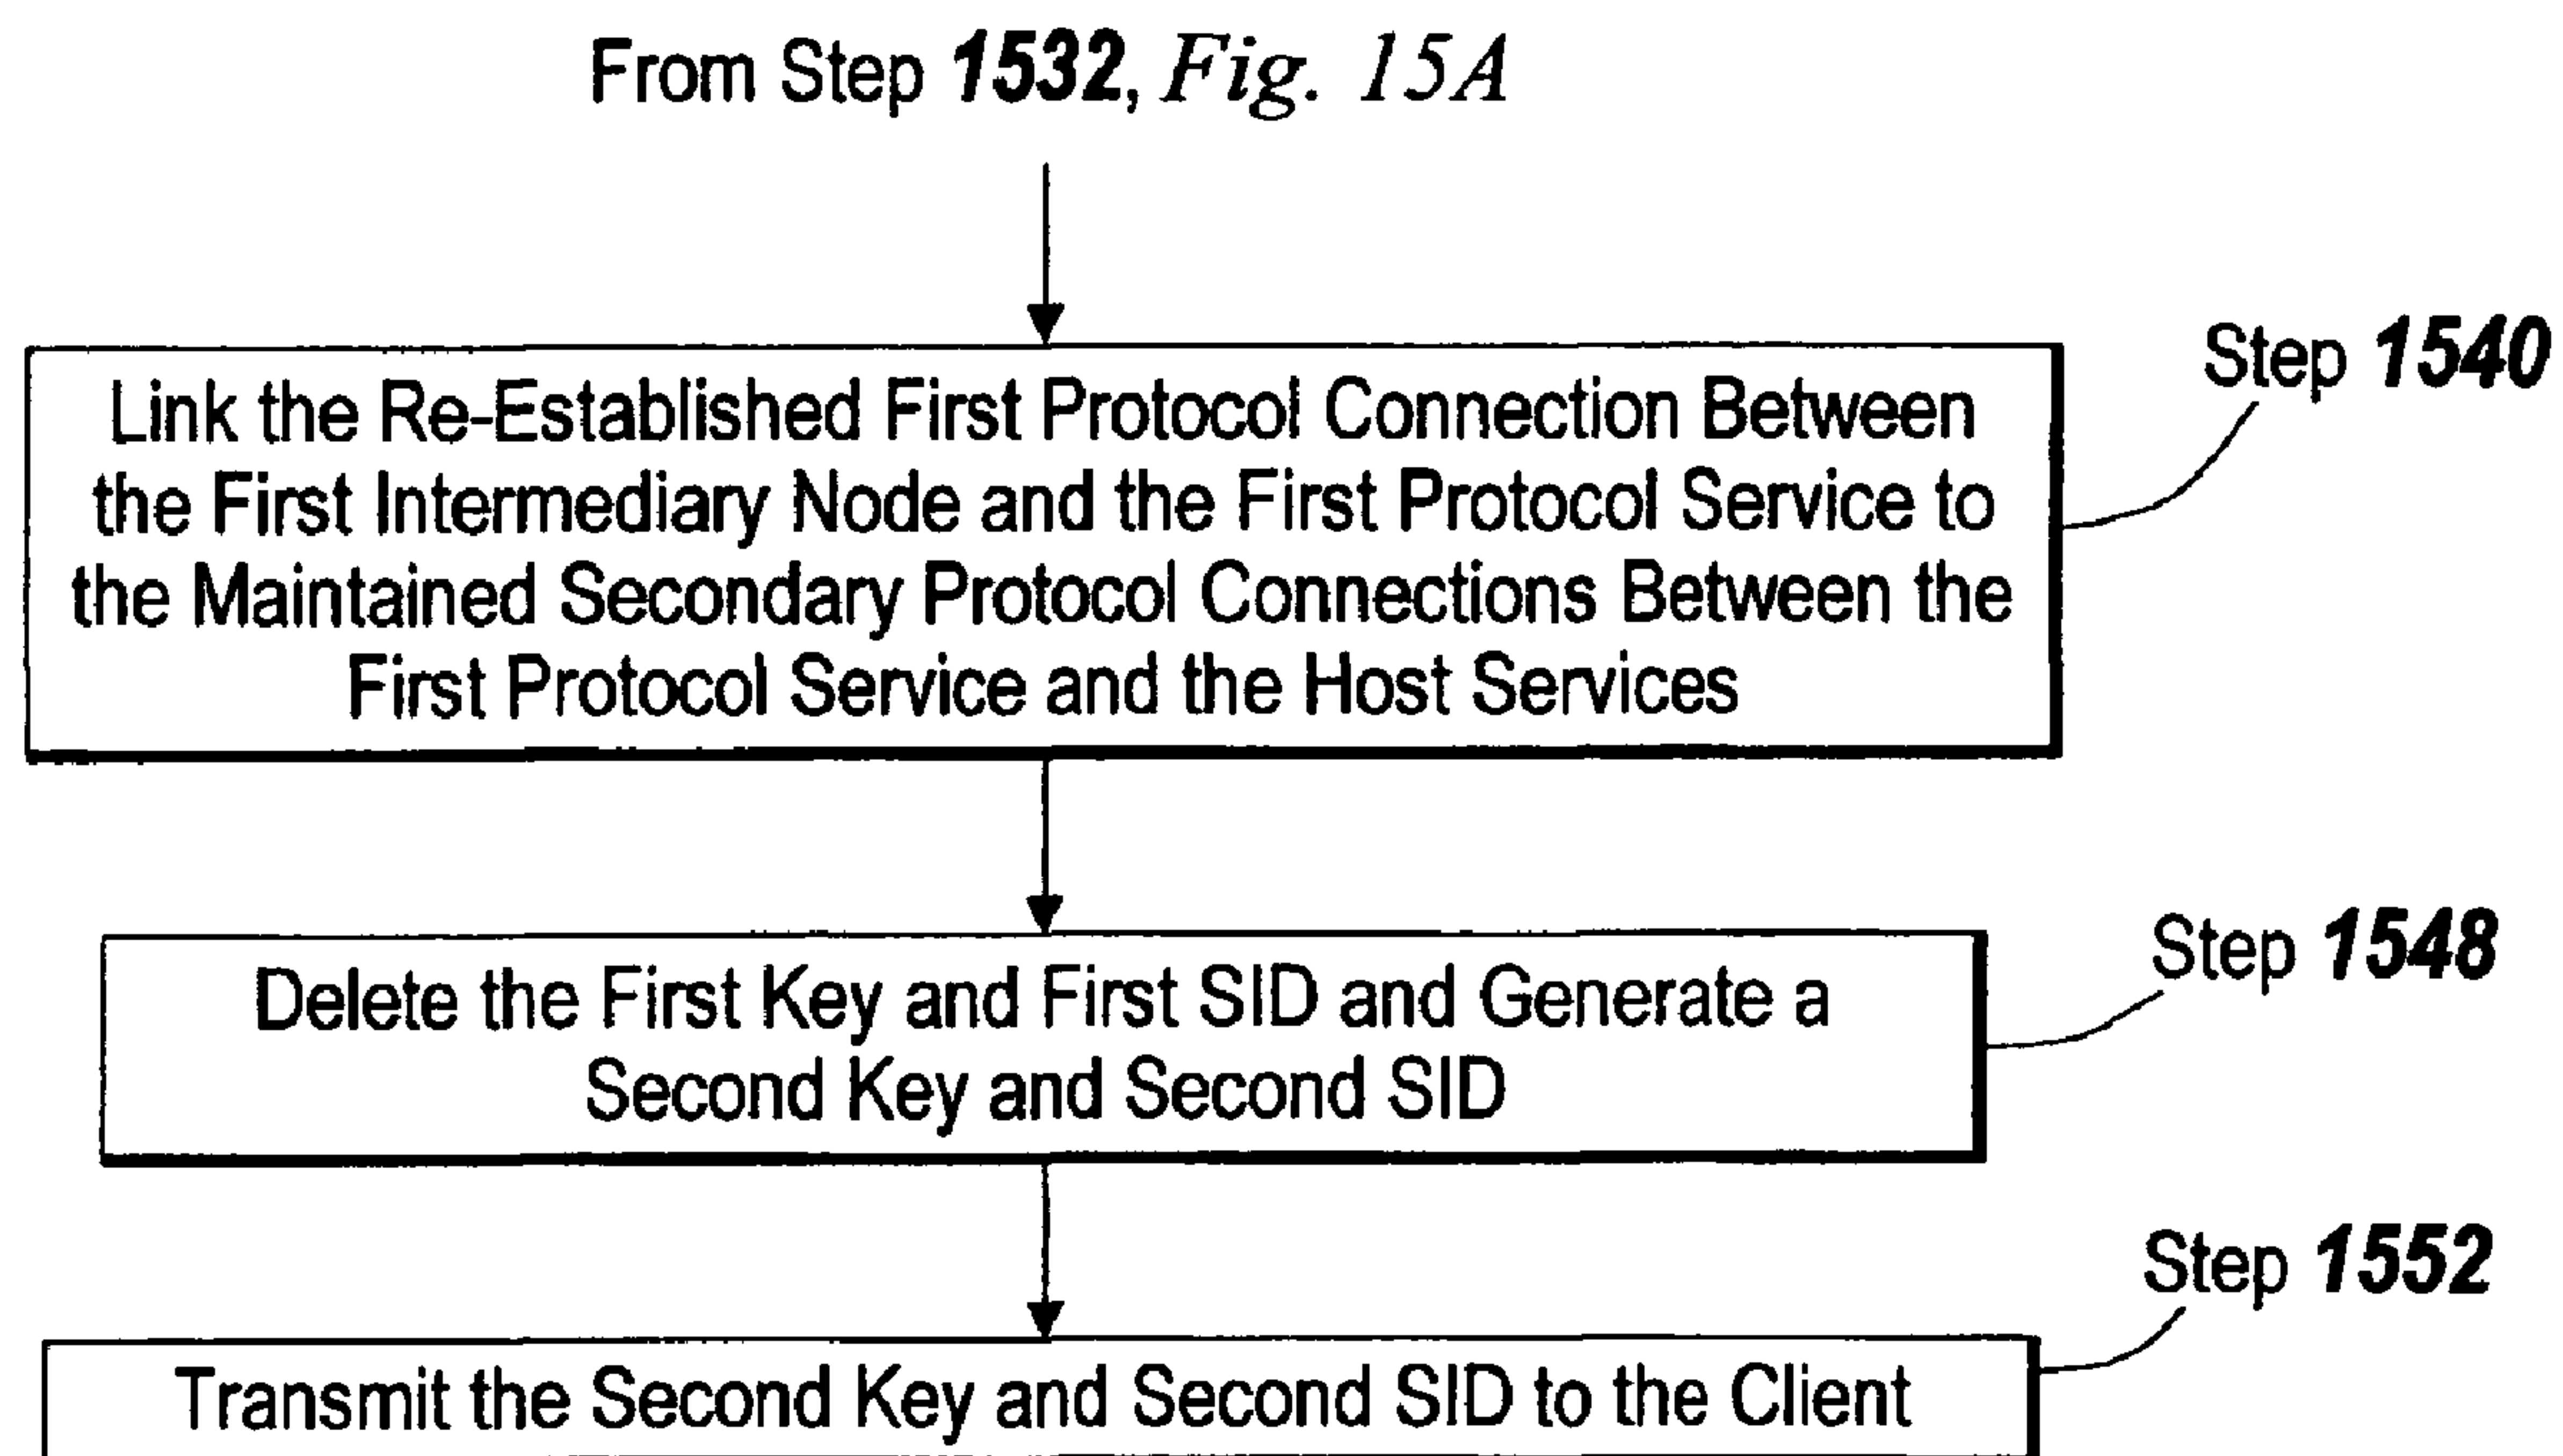 From Step 1532, Fig. 15A
Step 1540
Link the Re-Established First Protocol Connection Between
the First Intermediary Node and the First Protocol Service to
the Maintained Secondary Protocol Connections Between the
First Protocol Service and the Host Services
Step 1548
Delete the First Key and First SID and Generate a
Second Key and Second SID
Step 1552
Transmit the Second Key and Second SID to the Client